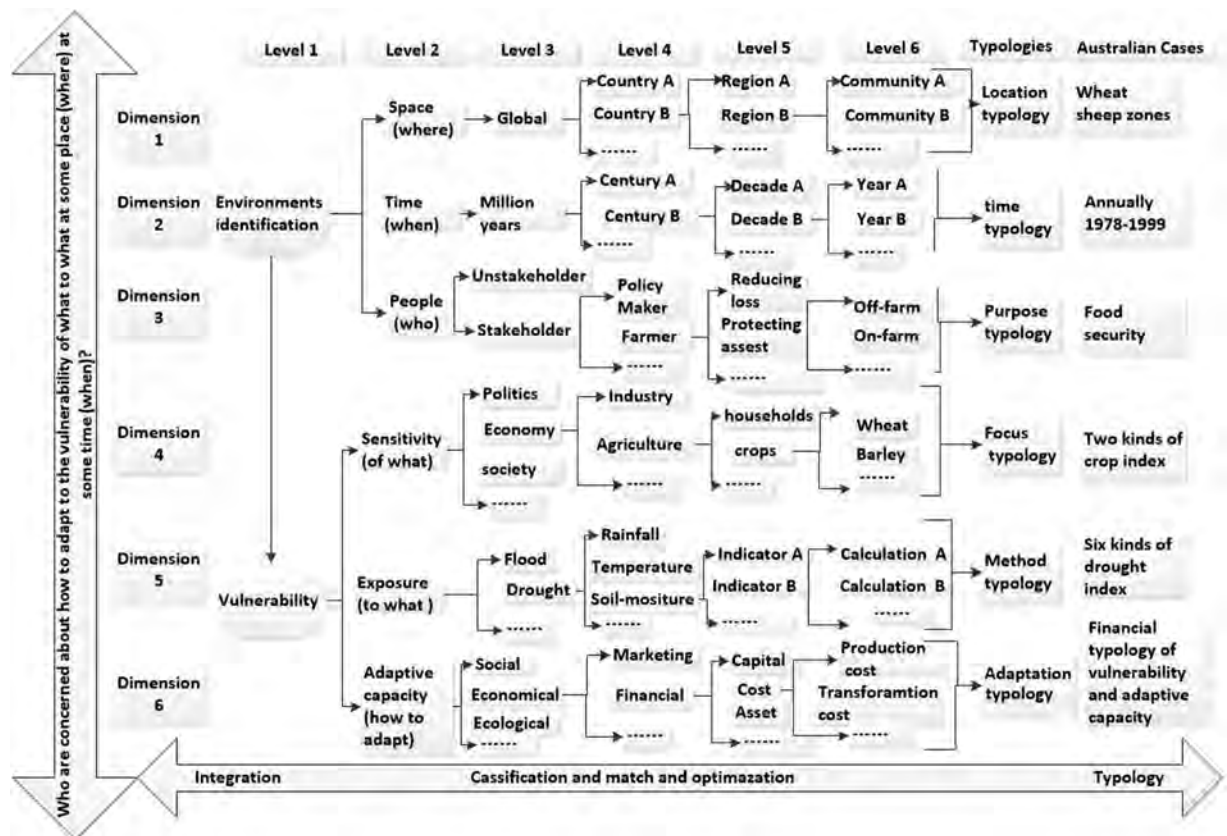 Who are concerned about how to adapt to the vulnerability of what to what at some place (where) at
some time (when)?
Level 1 Level 2 Level 3 Level 4 Level 5 Level 6 Typologies Australian Cases
Dimension
1
Space
(where)
Global
Country A
Country B
------
Region A
Region B
------
Community A
Community B
------
Location
typology
Wheat
sheep zones
Dimension
2
Environments
identification
Time
(when)
Million
years
Century A
Century B
------
Decade A
Decade B
------
Year A
Year B
------
time
typology
Annually
1978-1999
Dimension
3
People
(who)
Unstakeholder
Stakeholder
Policy
Maker
Farmer
------
Reducing
loss
Protecting
assest
------
Off-farm
On-farm
------
Purpose
typology
Food
security
Dimension
4
Sensitivity
(of what)
Politics
Economy
society
------
Industry
Agriculture
------
households
crops
------
Wheat
Barley
------
Focus
typology
Two kinds of
crop index
Dimension
5
Vulnerability
Exposure
(to what )
Flood
Drought
------
Rainfall
Temperature
Soil-mositure
------
Indicator A
Indicator B
------
Calculation A
Calculation B
------
Method
typology
Six kinds of
drought
index
Dimension
6
Adaptive
capacity
(how to
adapt)
Social
Economical
Ecological
------
Marketing
Financial
------
Capital
Cost
Asset
------
Production
cost
Transforamtion
cost
------
Adaptation
typology
Financial
typology of
vulnerability
and adaptive
capacity
Integration Cassification and match and optimazation Typology